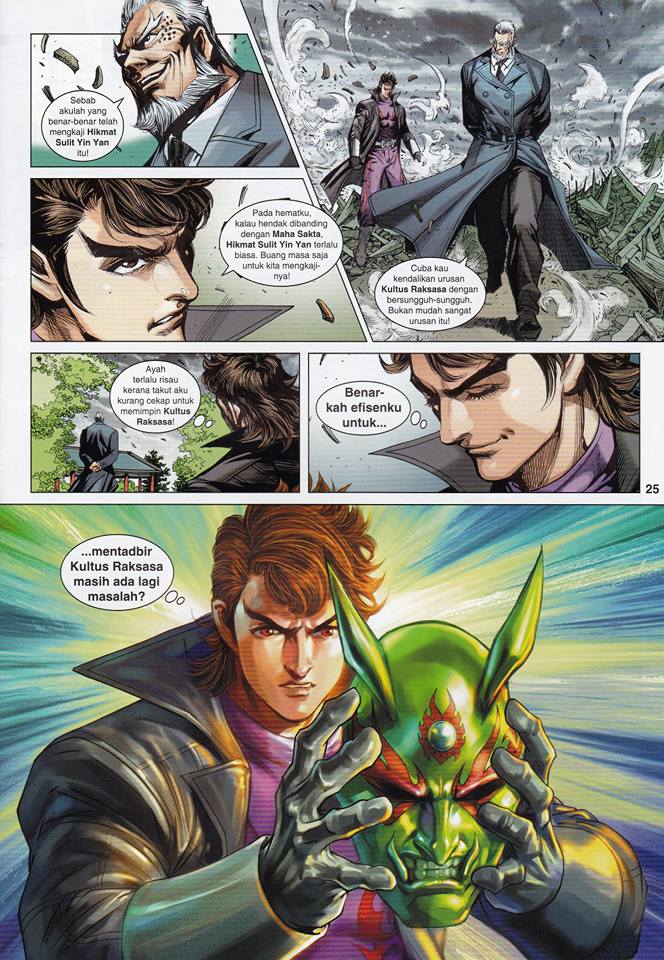 Sebab
akulah yang
benar-benar telah
mengkaji Hikmat
Sulit Yin Yan
itu!
Pada hematku,
kalau hendak dibanding
dengan Maha Sakta,
Hikmat Sulit Yin Yan terlalu
biasa. Buang masa saja
untuk kita mengkaji-
nya!
Cuba kau
kendalikan urusan
Kultus Raksasa dengan
bersungguh-sungguh.
Bukan mudah sangat
urusan itu!
Ayah
terlalu risau
kerana takut aku
kurang cekap untuk
memimpin Kultus
Raksasa!
Benar-
kah efisenku
untuk...
25
...mentadbir
Kultus Raksasa
masih ada lagi
masalah?